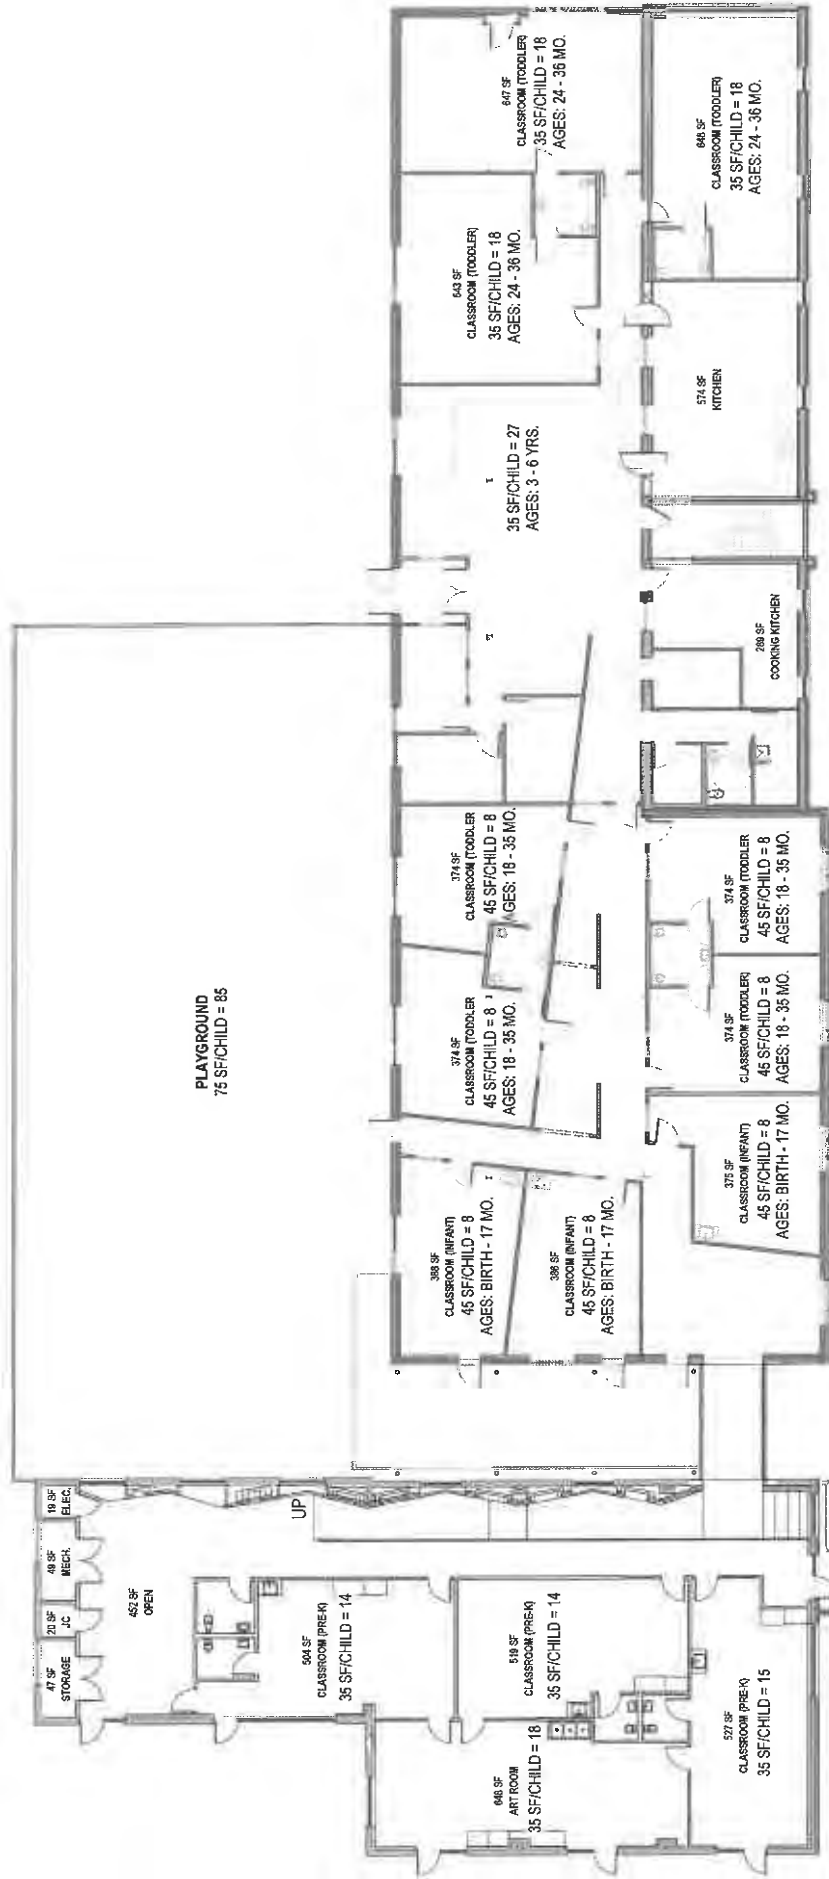 647 SF
CLASSROOM (TODDLER)
35 SF/CHILD = 18
AGES: 24 - 36 MO.
648 SF
CLASSROOM (TODDLER)
35 SF/CHILD = 18
AGES: 24 - 36 MO.
643 SF
CLASSROOM (TODDLER)
35 SF/CHILD = 18
AGES: 24 - 36 MO.
574 SF
KITCHEN
35 SF/CHILD = 27
AGES: 3 - 6 YRS.
269 SF
COOKING KITCHEN
PLAYGROUND
75 SF/CHILD = 85
374 SF
CLASSROOM (TODDLER
45 SF/CHILD = 8
AGES: 18 - 35 MO.
374 SF
CLASSROOM (TODDLER
45 SF/CHILD = 8
AGES: 18 - 35 MO.
374 SF
CLASSROOM (TODDLER
45 SF/CHILD = 8
AGES: 18 - 35 MO.
374 SF
CLASSROOM (TODDLER)
45 SF/CHILD = 8
AGES: 18 - 35 MO.
388 SF
CLASSROOM (INFANT)
45 SF/CHILD = 8
AGES: BIRTH - 17 MO.
386 SF
CLASSROOM (INFANT)
45 SF/CHILD = 8
AGES: BIRTH - 17 MO.
375 SF
CLASSROOM (INFANT)
45 SF/CHILD = 8
AGES: BIRTH - 17 MO.
19 SF
ELEC.
49 SF
MECH.
20 SF
JC
47 SF
STORAGE
452 SF
OPEN
UP
504 SF
CLASSROOM (PRE-K)
35 SF/CHILD = 14
519 SF
CLASSROOM (PRE-K)
35 SF/CHILD = 14
527 SF
CLASSROOM (PRE-K)
35 SF/CHILD = 15
648 SF
ART ROOM
35 SF/CHILD = 18